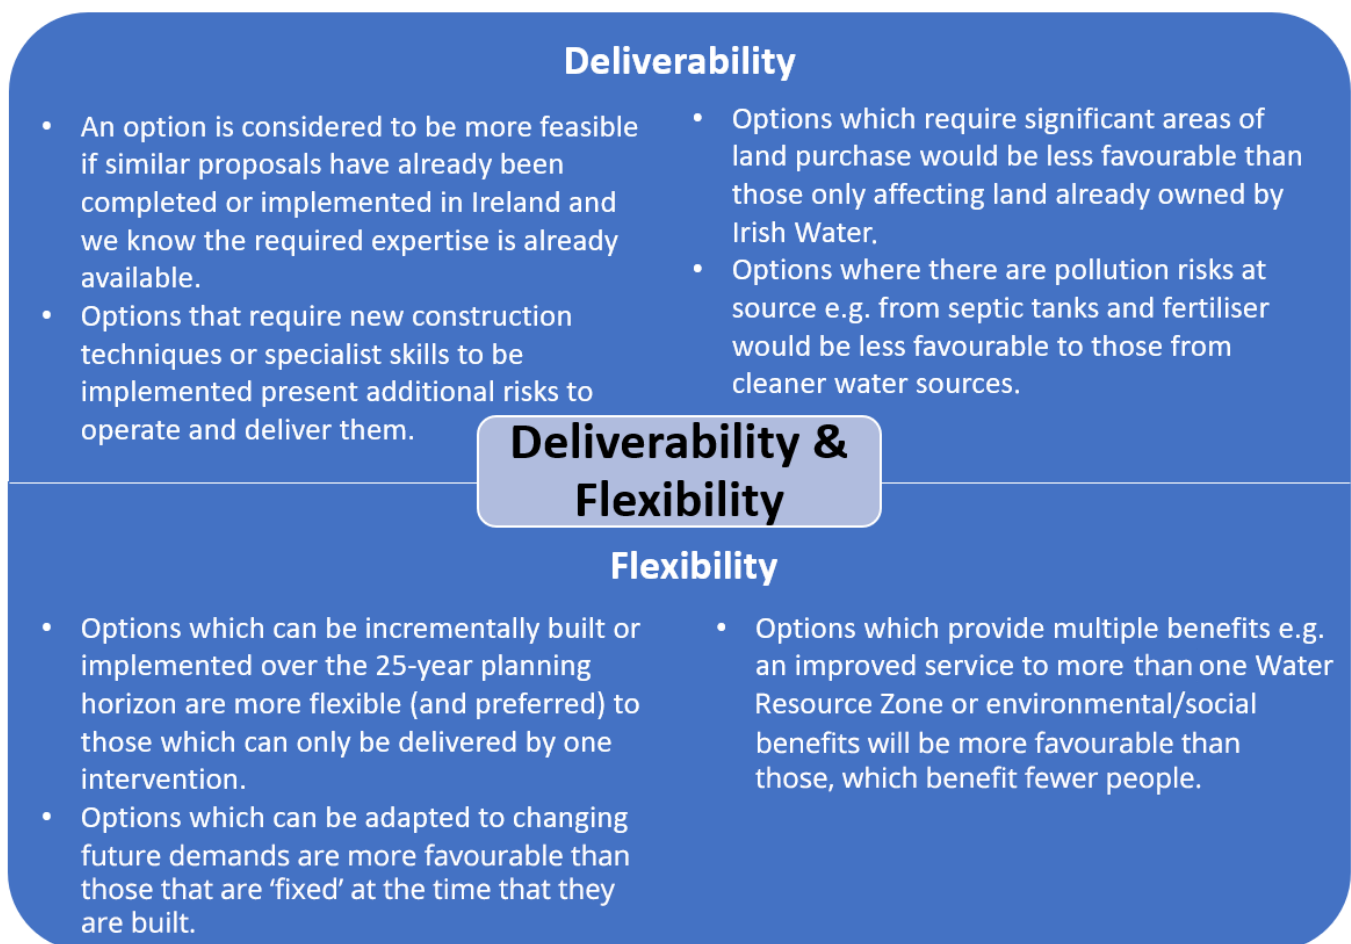 Deliverability
• An option is considered to be more feasible
if similar proposals have already been
completed or implemented in Ireland and
we know the required expertise is already
available.
• Options that require new construction
techniques or specialist skills to be
implemented present additional risks to
operate and deliver them.
• Options which require significant areas of
land purchase would be less favourable than
those only affecting land already owned by
Irish Water.
• Options where there are pollution risks at
source e.g. from septic tanks and fertiliser
would be less favourable to those from
cleaner water sources.
Deliverability &
Flexibility
Flexibility
• Options which can be incrementally built or
implemented over the 25-year planning
horizon are more flexible (and preferred) to
those which can only be delivered by one
intervention.
• Options which can be adapted to changing
future demands are more favourable than
those that are ‘fixed’ at the time that they
are built.
• Options which provide multiple benefits e.g.
an improved service to more than one Water
Resource Zone or environmental/social
benefits will be more favourable than
those, which benefit fewer people.